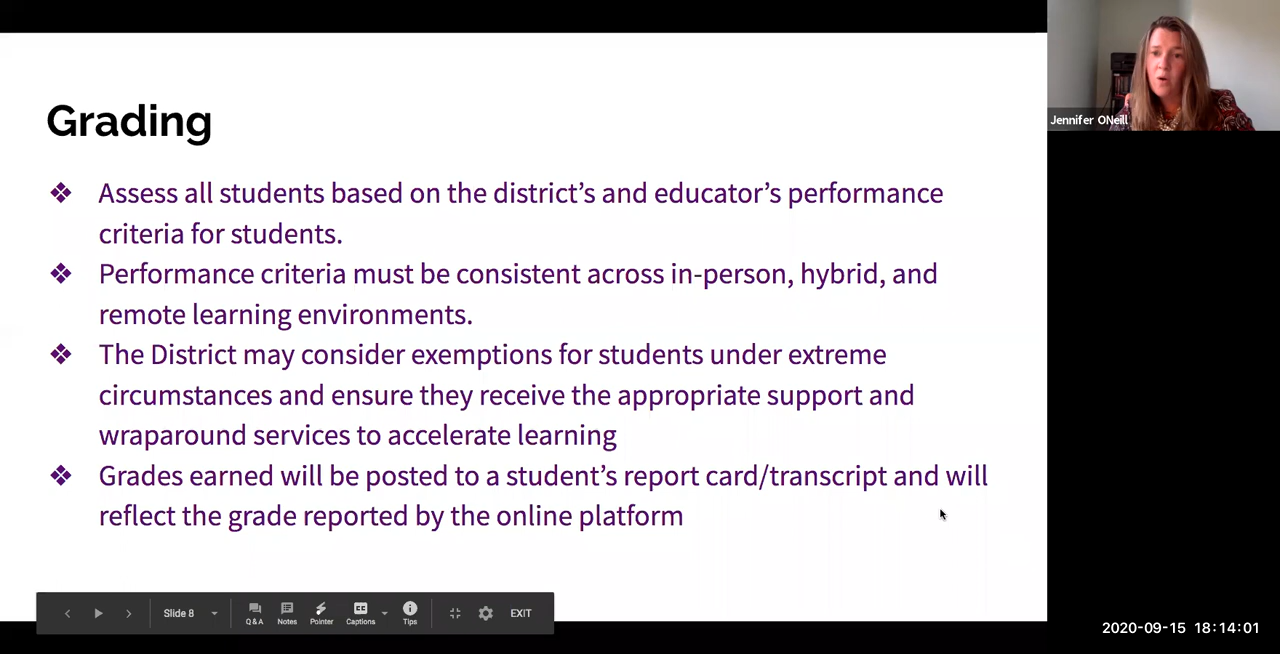 Grading
❖ Assess all students based on the district's and educator's performance
criteria for students.
❖ Performance criteria must be consistent across in-person, hybrid, and
remote learning environments.
❖ The District may consider exemptions for students under extreme
circumstances and ensure they receive the appropriate support and
wraparound services to accelerate learning
❖ Grades earned will be posted to a student's report card/transcript and will
reflect the grade reported by the online platform
Jennifer ONeill
Slide 8
Q & A
Notes
Pointer
CC
Captions
Tips
EXIT
2020-09-15 18:14:01